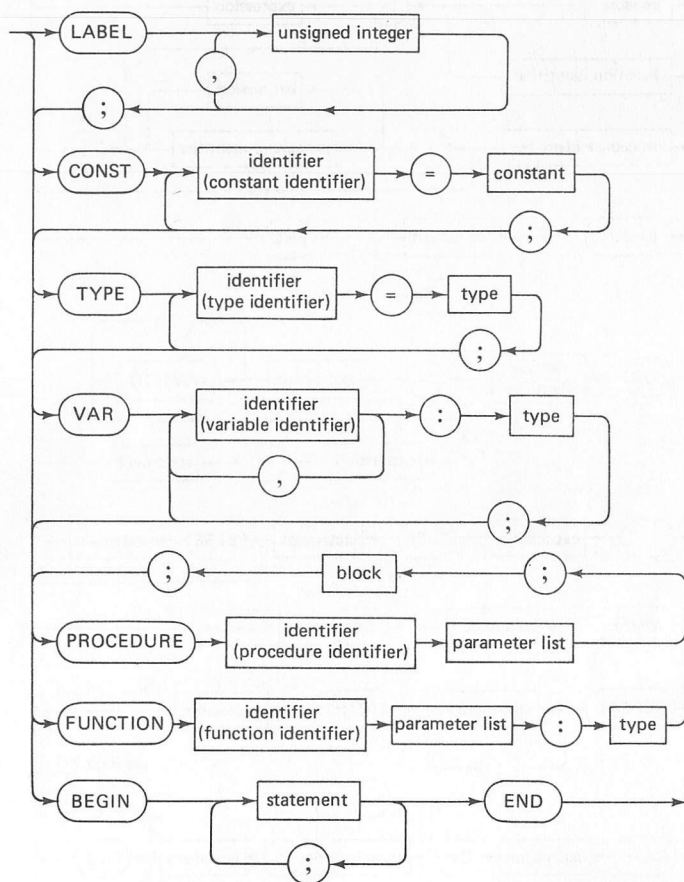 LABEL unsigned integer
,
;
CONST identifier (constant identifier) = constant
;
TYPE identifier (type identifier) = type
;
VAR identifier (variable identifier) : type
,
;
; block ;
PROCEDURE identifier (procedure identifier) parameter list
FUNCTION identifier (function identifier) parameter list : type
BEGIN statement END
;